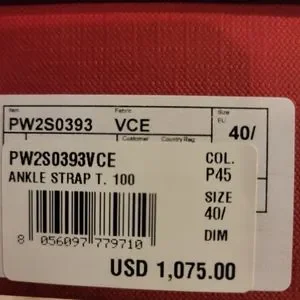 Item Fabric Size
EU
PW2S0393 VCE 40/
Customer Country Reg.
PW2S0393VCE COL.
ANKLE STRAP T. 100 P45
SIZE
40/
DIM
8 056097 779710
USD 1,075.00